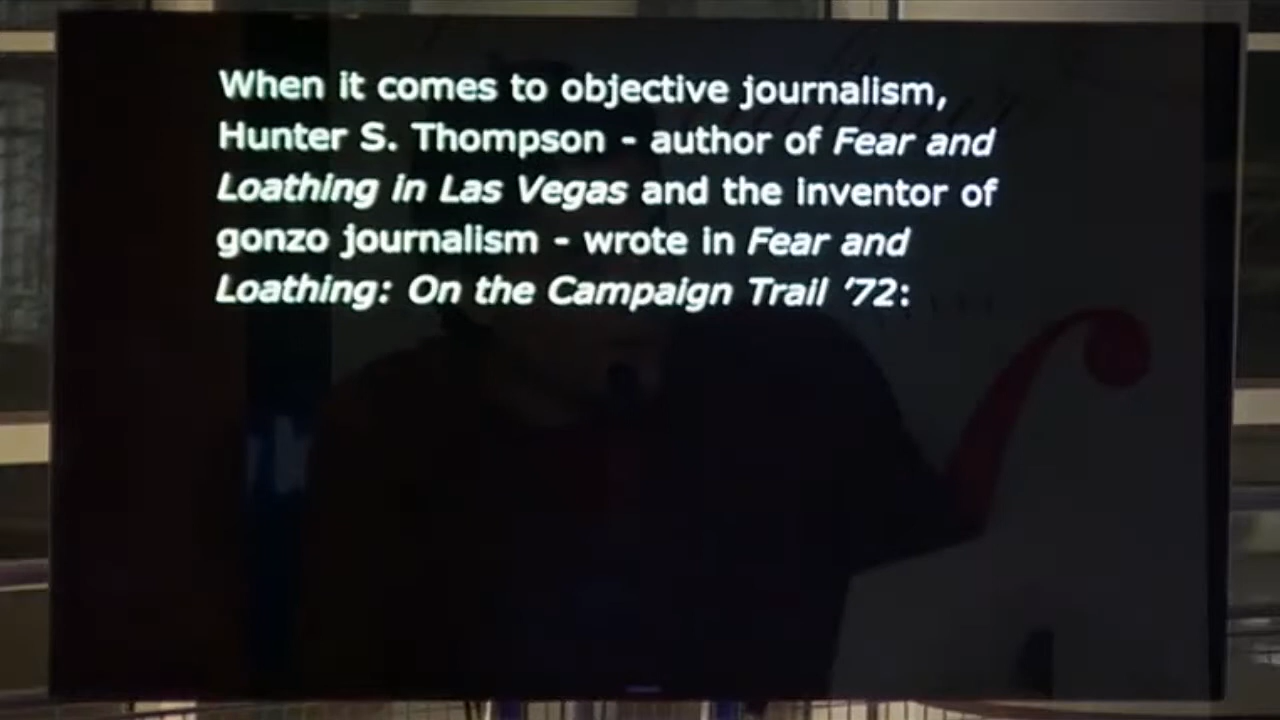 When it comes to objective journalism,
Hunter S. Thompson - author of Fear and
Loathing in Las Vegas and the inventor of
gonzo journalism - wrote in Fear and
Loathing: On the Campaign Trail '72: